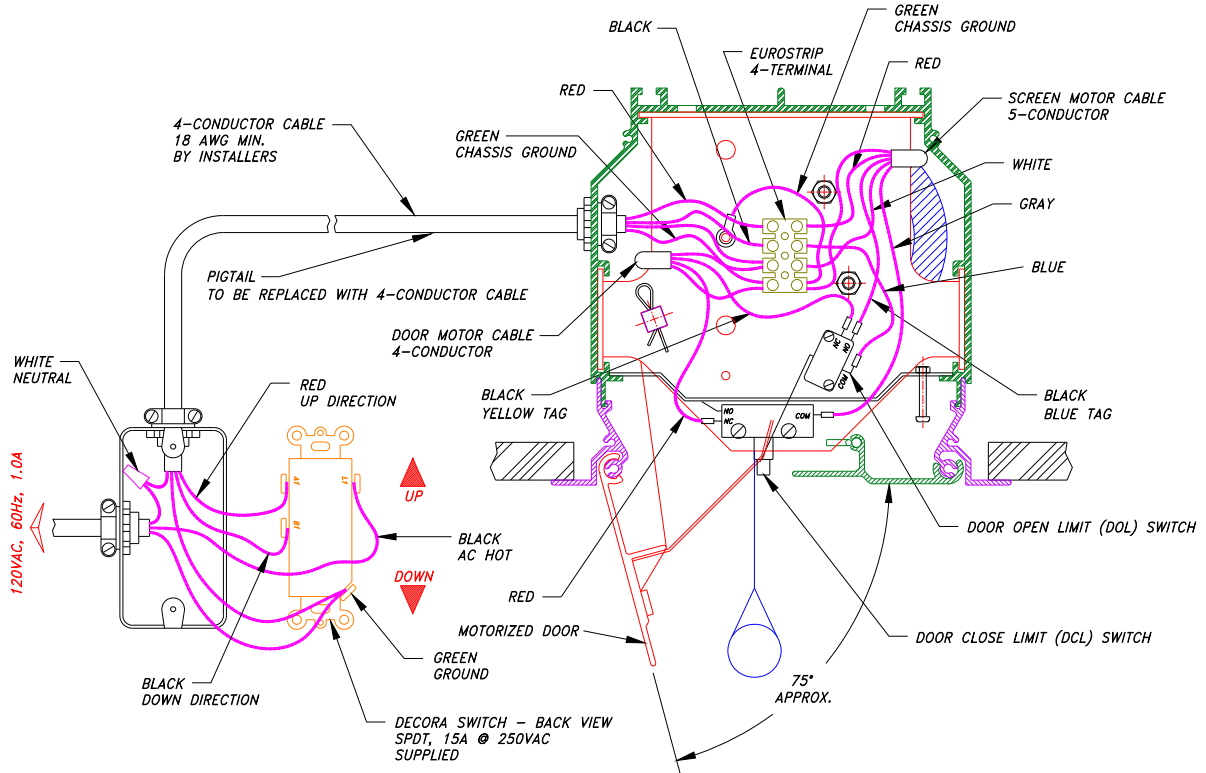 GREEN
CHASSIS GROUND
BLACK
EUROSTRIP
4-TERMINAL
RED
RED
SCREEN MOTOR CABLE
5-CONDUCTOR
4-CONDUCTOR CABLE
18 AWG MIN.
BY INSTALLERS
GREEN
CHASSIS GROUND
WHITE
GRAY
PIGTAIL
TO BE REPLACED WITH 4-CONDUCTOR CABLE
BLUE
DOOR MOTOR CABLE
4-CONDUCTOR
NC
NO
COM
WHITE
NEUTRAL
RED
UP DIRECTION
BLACK
YELLOW TAG
BLACK
BLUE TAG
NO
NC
COM
120VAC, 60Hz, 1.0A
A1
L1
B1
UP
DOOR OPEN LIMIT (DOL) SWITCH
BLACK
AC HOT
DOWN
RED
MOTORIZED DOOR
DOOR CLOSE LIMIT (DCL) SWITCH
GREEN
GROUND
BLACK
DOWN DIRECTION
75°
APPROX.
DECORA SWITCH - BACK VIEW
SPDT, 15A @ 250VAC
SUPPLIED